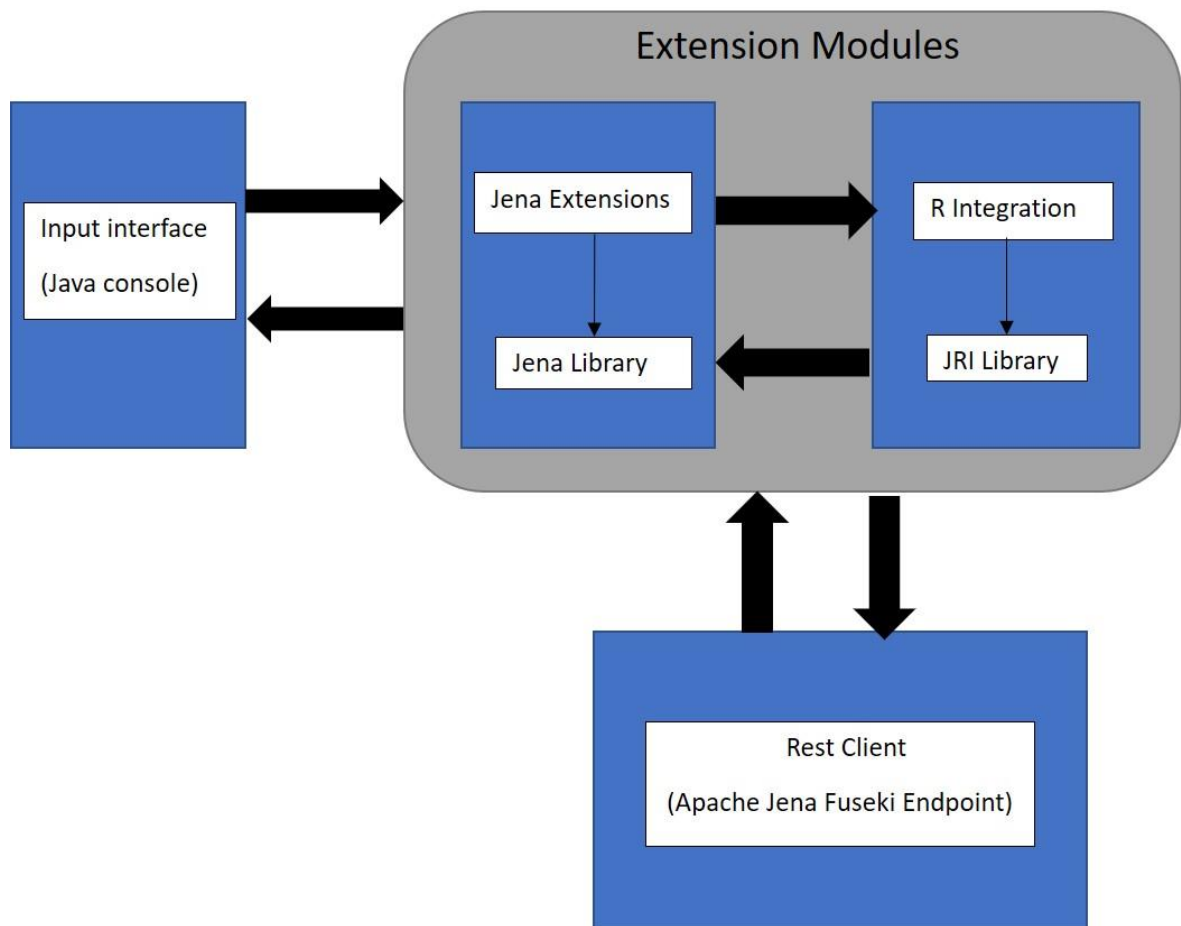 Extension Modules
Input interface
(Java console)
Jena Extensions
Jena Library
R Integration
JRI Library
Rest Client
(Apache Jena Fuseki Endpoint)